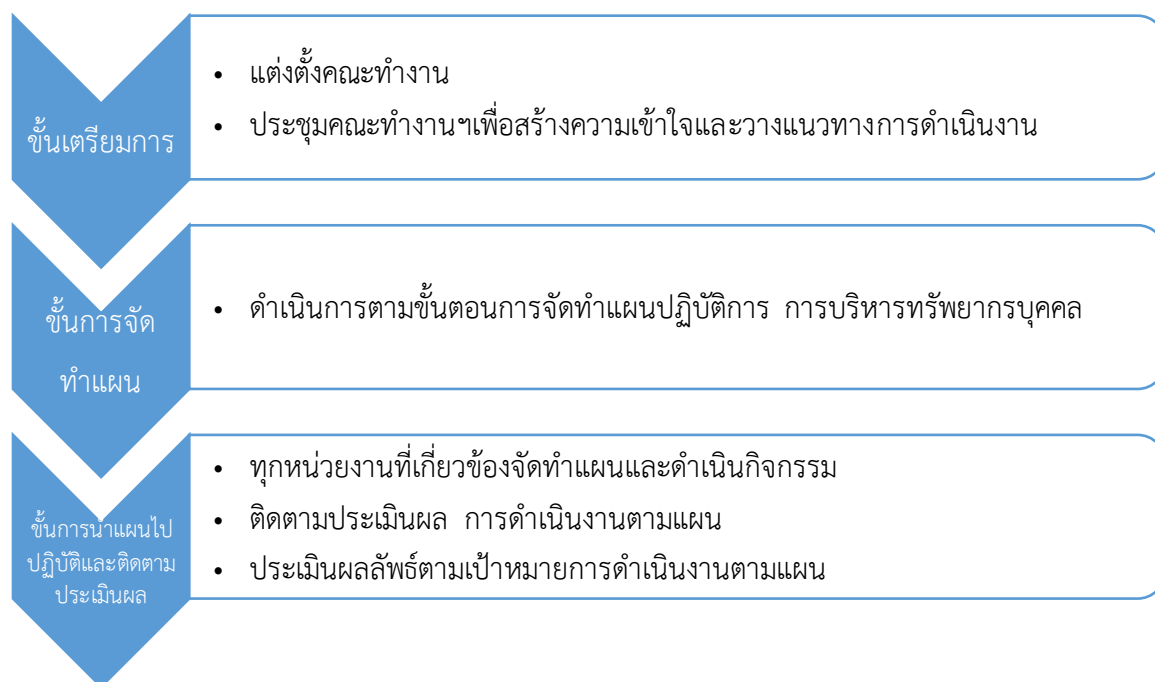 ขั้นเตรียมการ
• แต่งตั้งคณะทำงาน
• ประชุมคณะทำงานฯเพื่อสร้างความเข้าใจและวางแนวทางการดำเนินงาน
ขั้นการจัด
ทำแผน
• ดำเนินการตามขั้นตอนการจัดทำแผนปฏิบัติการ การบริหารทรัพยากรบุคคล
ขั้นการนำแผนไป
ปฏิบัติและติดตาม
ประเมินผล
• ทุกหน่วยงานที่เกี่ยวข้องจัดทำแผนและดำเนินกิจกรรม
• ติดตามประเมินผล การดำเนินงานตามแผน
• ประเมินผลลัพธ์ตามเป้าหมายการดำเนินงานตามแผน